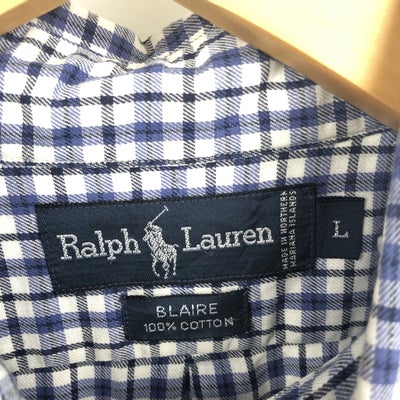 Ralph Lauren
MADE IN NORTHERN
MARIANA ISLANDS
L
BLAIRE
100% COTTON